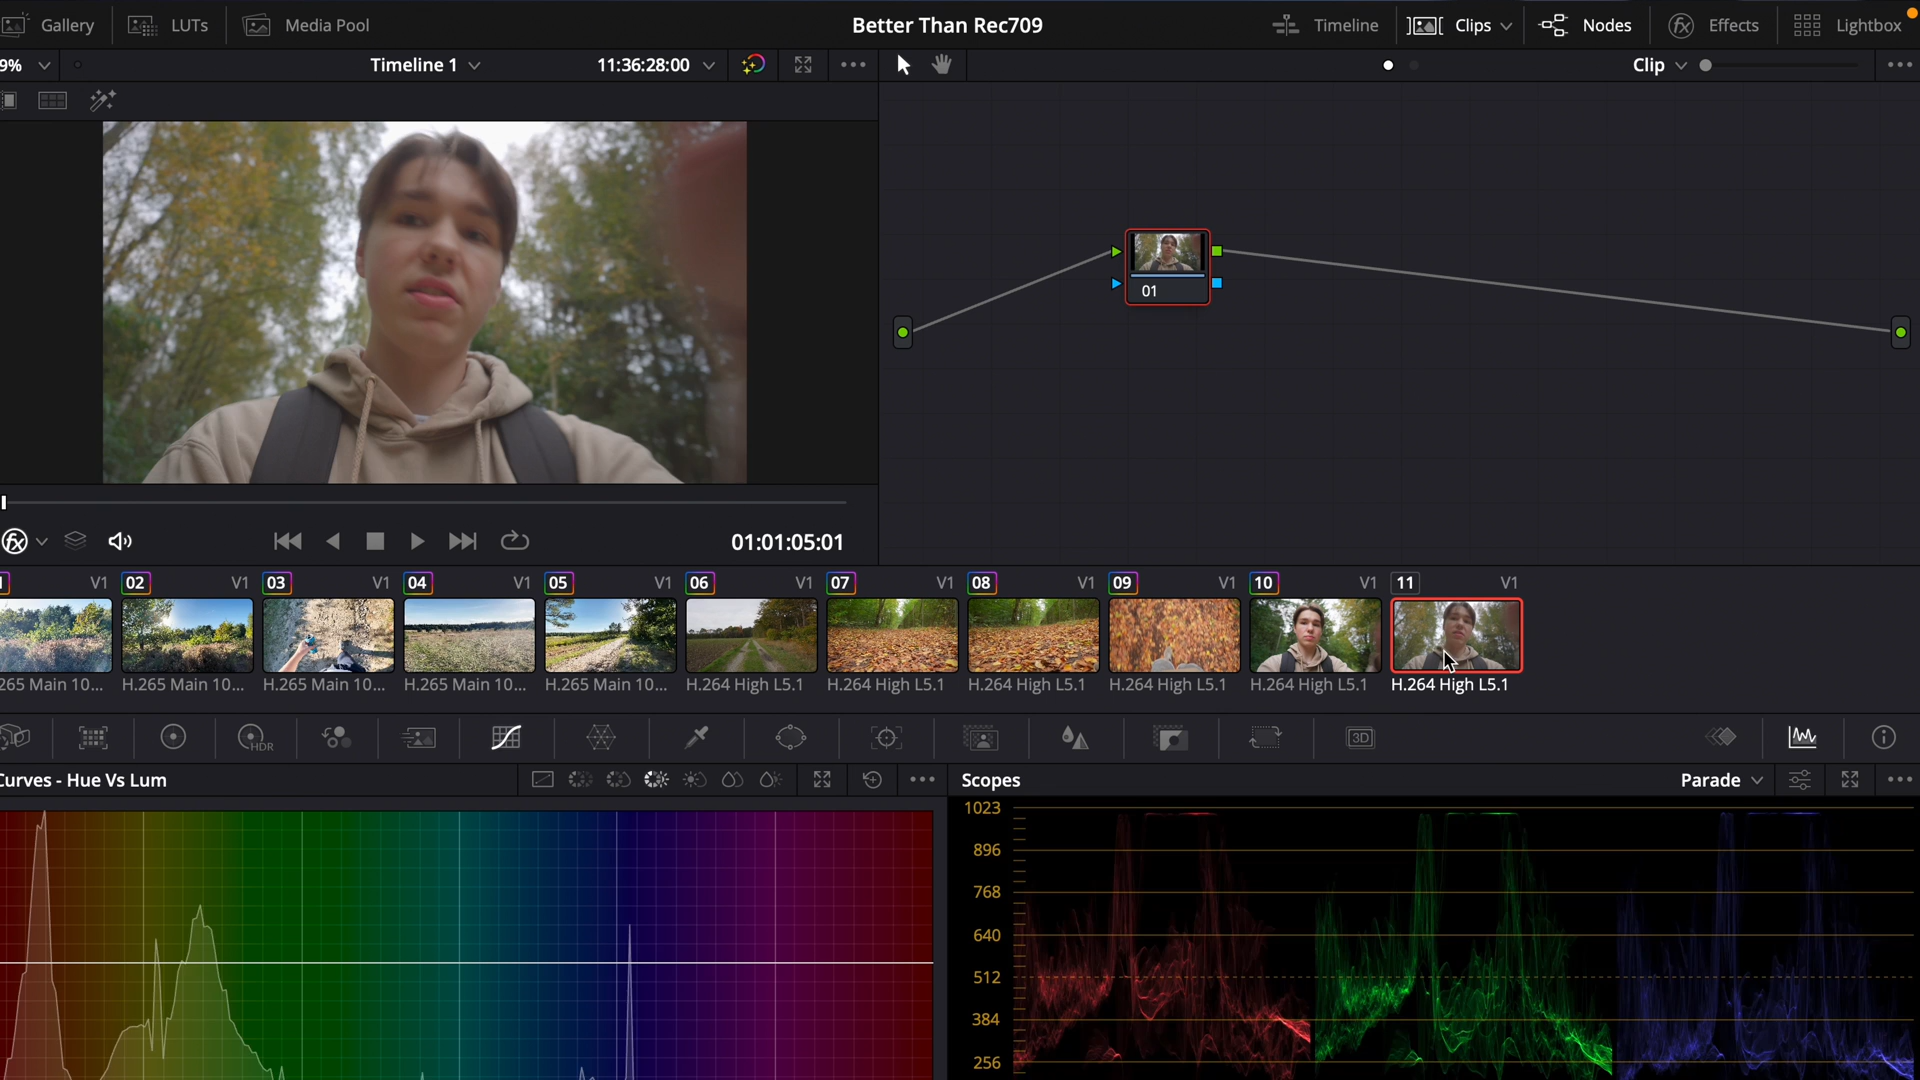 Gallery LUTs Media Pool Better Than Rec709 Timeline Clips Nodes Effects Lightbox
9% Timeline 1 11:36:28:00 Clip
01
01:01:05:01
V1 02 V1 03 V1 04 V1 05 V1 06 V1 07 V1 08 V1 09 V1 10 V1 11 V1
265 Main 10... H.265 Main 10... H.265 Main 10... H.265 Main 10... H.265 Main 10... H.264 High L5.1 H.264 High L5.1 H.264 High L5.1 H.264 High L5.1 H.264 High L5.1 H.264 High L5.1
HDR 3D
Curves - Hue Vs Lum Scopes Parade
1023
896
768
640
512
384
256